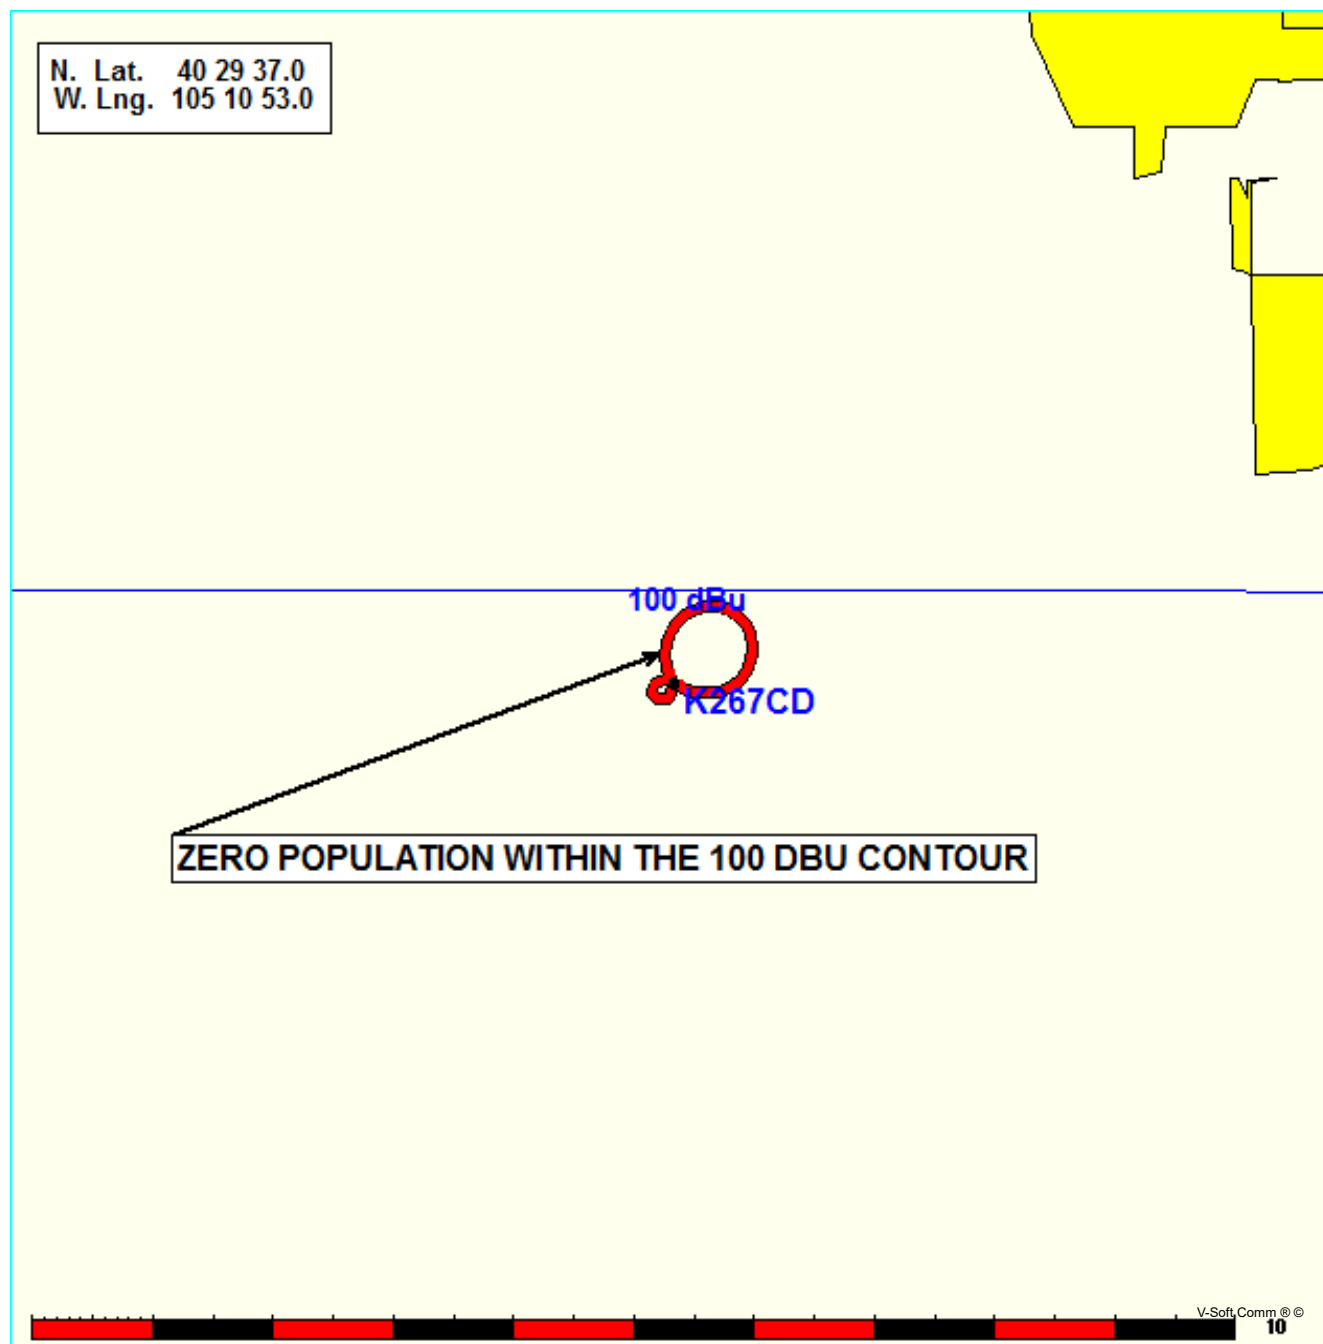 N. Lat. 40 29 37.0
W. Lng. 105 10 53.0
100 dBu
K267CD
ZERO POPULATION WITHIN THE 100 DBU CONTOUR
V-Soft Comm ® ©
10